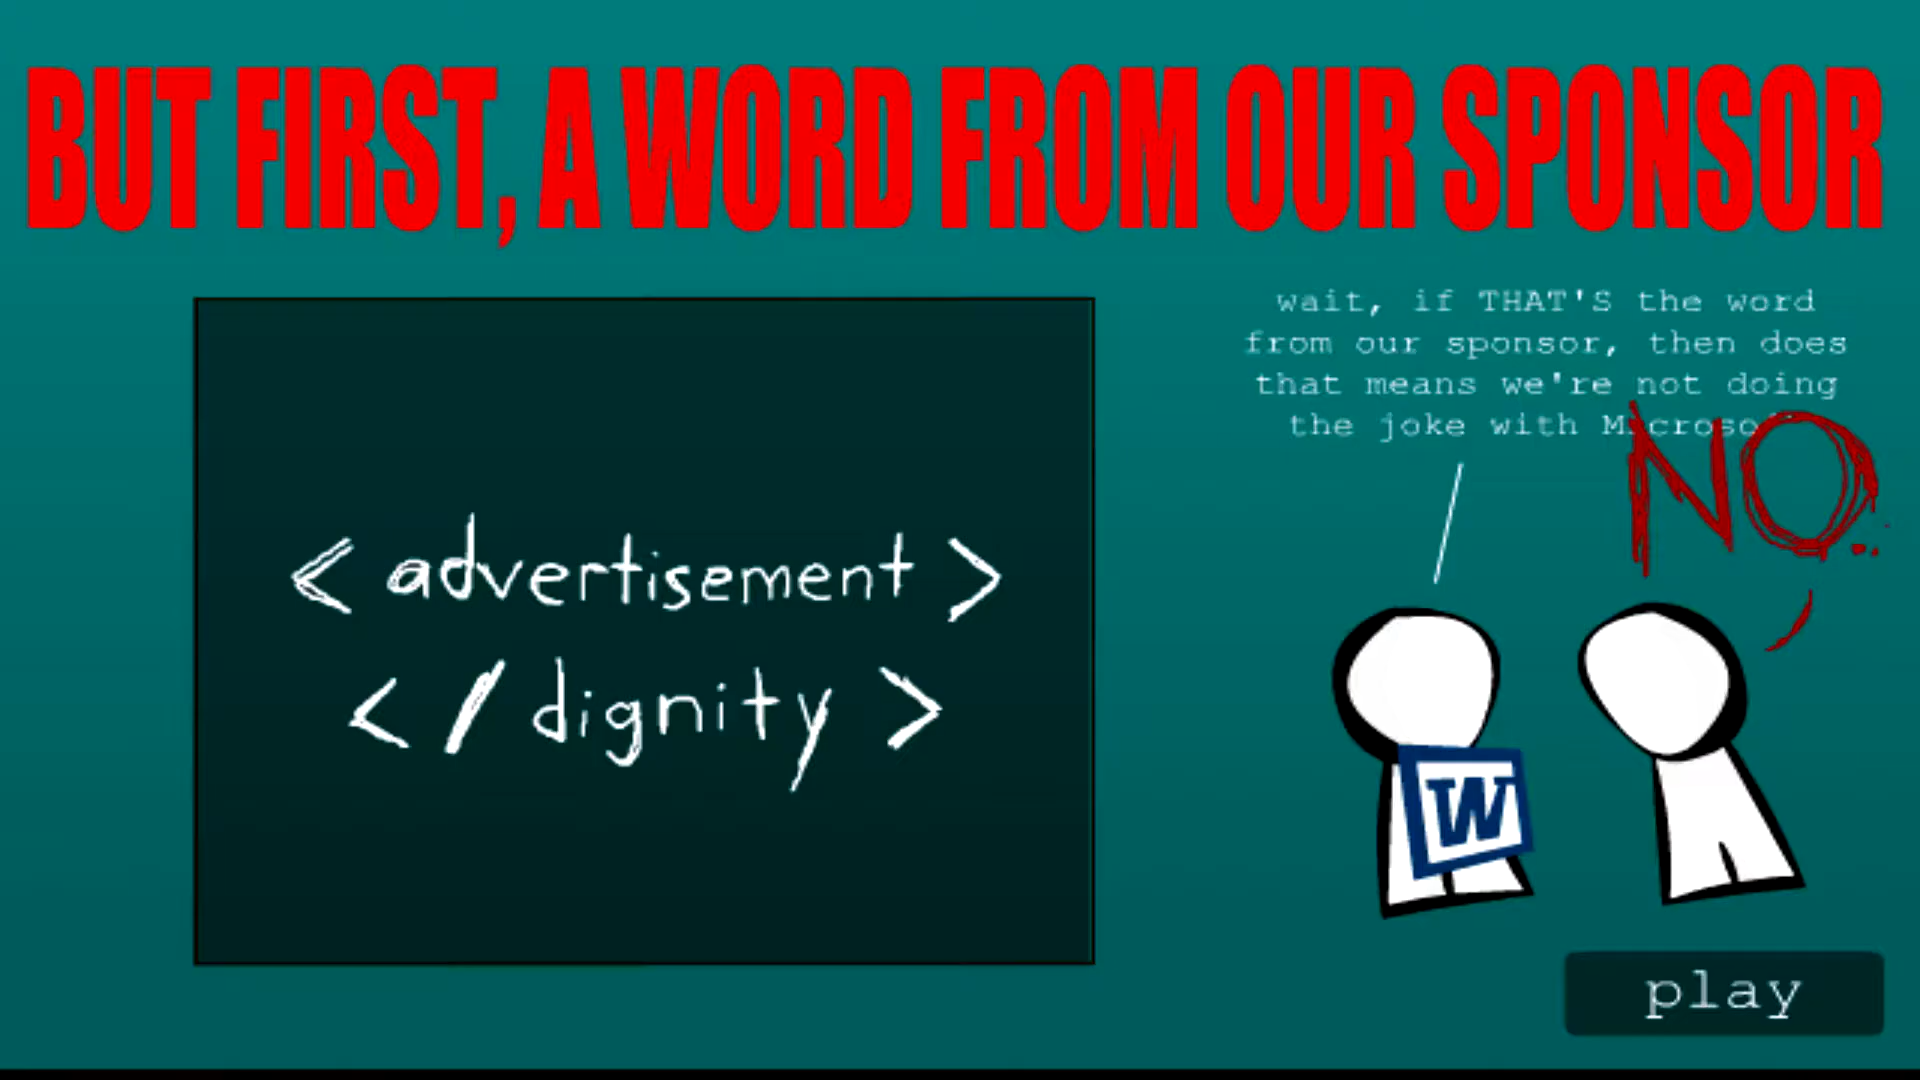 BUT FIRST, A WORD FROM OUR SPONSOR
wait, if THAT'S the word
from our sponsor, then does
that means we're not doing
the joke with Microso
NO.
< advertisement >
</dignity >
W
play